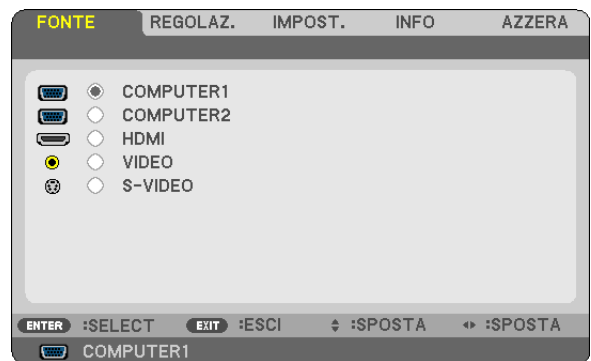 FONTE REGOLAZ. IMPOST. INFO AZZERA
COMPUTER1
COMPUTER2
HDMI
VIDEO
S-VIDEO
ENTER :SELECT EXIT :ESCI :SPOSTA :SPOSTA
COMPUTER1